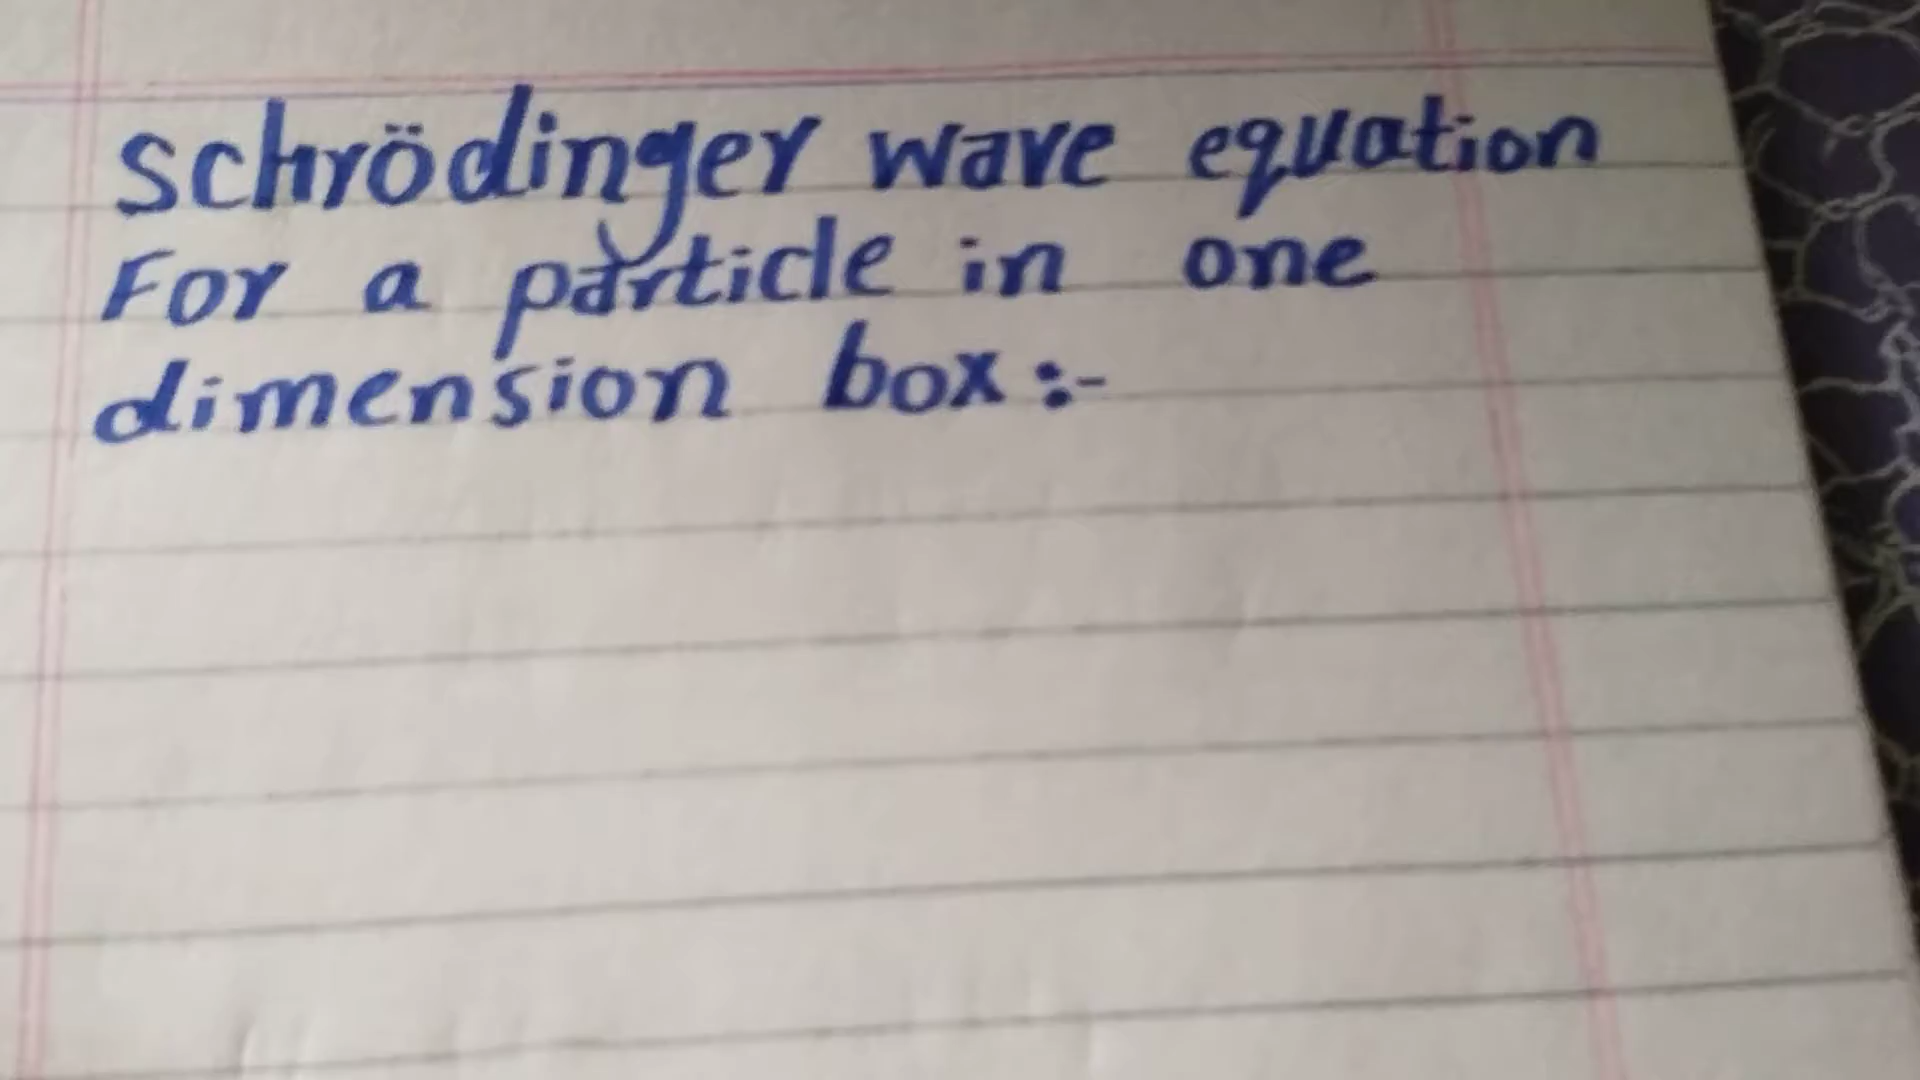 Schrödinger wave equation
For a particle in one
dimension box :-